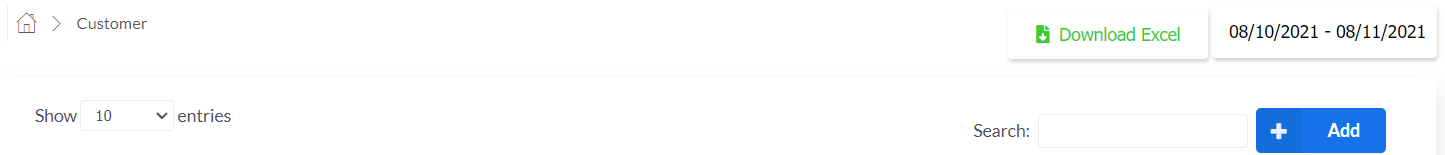 Customer
Download Excel
08/10/2021 - 08/11/2021
Show 10 entries
Search:
Add